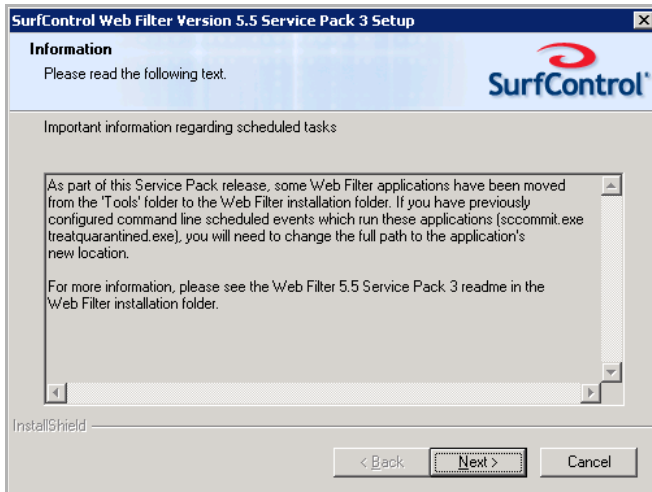 SurfControl Web Filter Version 5.5 Service Pack 3 Setup
Information
Please read the following text.
SurfControl
Important information regarding scheduled tasks
As part of this Service Pack release, some Web Filter applications have been moved
from the 'Tools' folder to the Web Filter installation folder. If you have previously
configured command line scheduled events which run these applications (sccommit.exe
treatquarantined.exe), you will need to change the full path to the application's
new location.
For more information, please see the Web Filter 5.5 Service Pack 3 readme in the
Web Filter installation folder.
InstallShield
< Back
Next >
Cancel